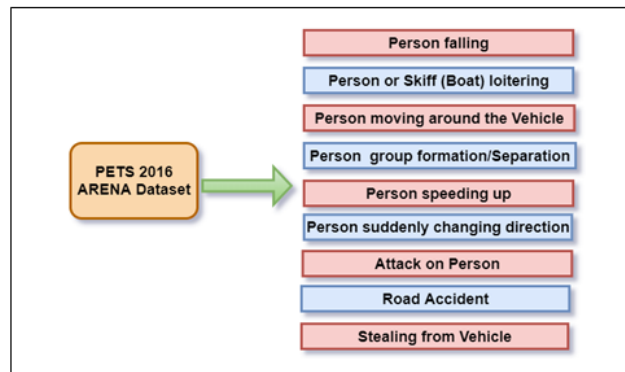 Person falling
Person or Skiff (Boat) loitering
Person moving around the Vehicle
Person group formation/Separation
PETS 2016
ARENA Dataset
Person speeding up
Person suddenly changing direction
Attack on Person
Road Accident
Stealing from Vehicle